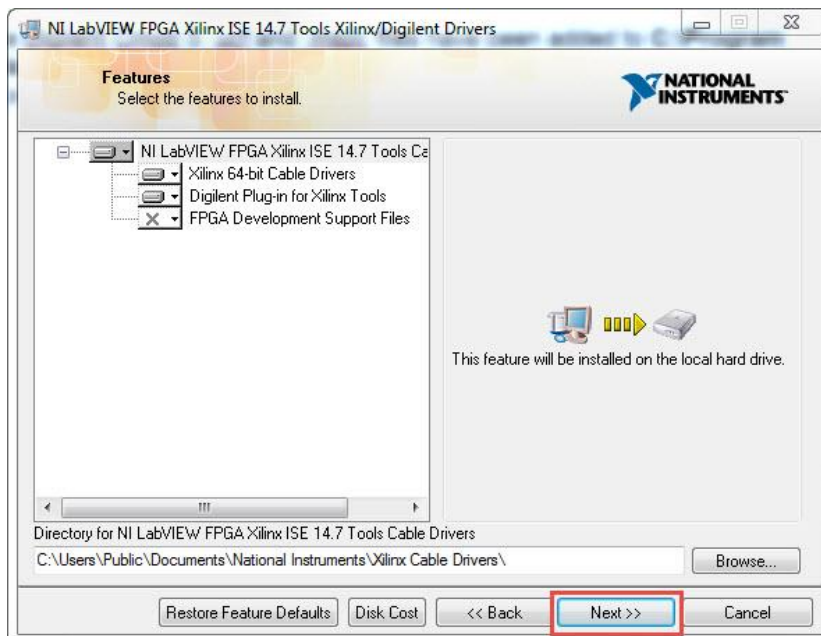 NI LabVIEW FPGA Xilinx ISE 14.7 Tools Xilinx/Digilent Drivers
Features
Select the features to install.
NATIONAL
INSTRUMENTS
NI LabVIEW FPGA Xilinx ISE 14.7 Tools Ca
Xilinx 64-bit Cable Drivers
Digilent Plug-in for Xilinx Tools
FPGA Development Support Files
This feature will be installed on the local hard drive.
Directory for NI LabVIEW FPGA Xilinx ISE 14.7 Tools Cable Drivers
C:\Users\Public\Documents\National Instruments\Xilinx Cable Drivers\
Browse...
Restore Feature Defaults
Disk Cost
<< Back
Next >>
Cancel